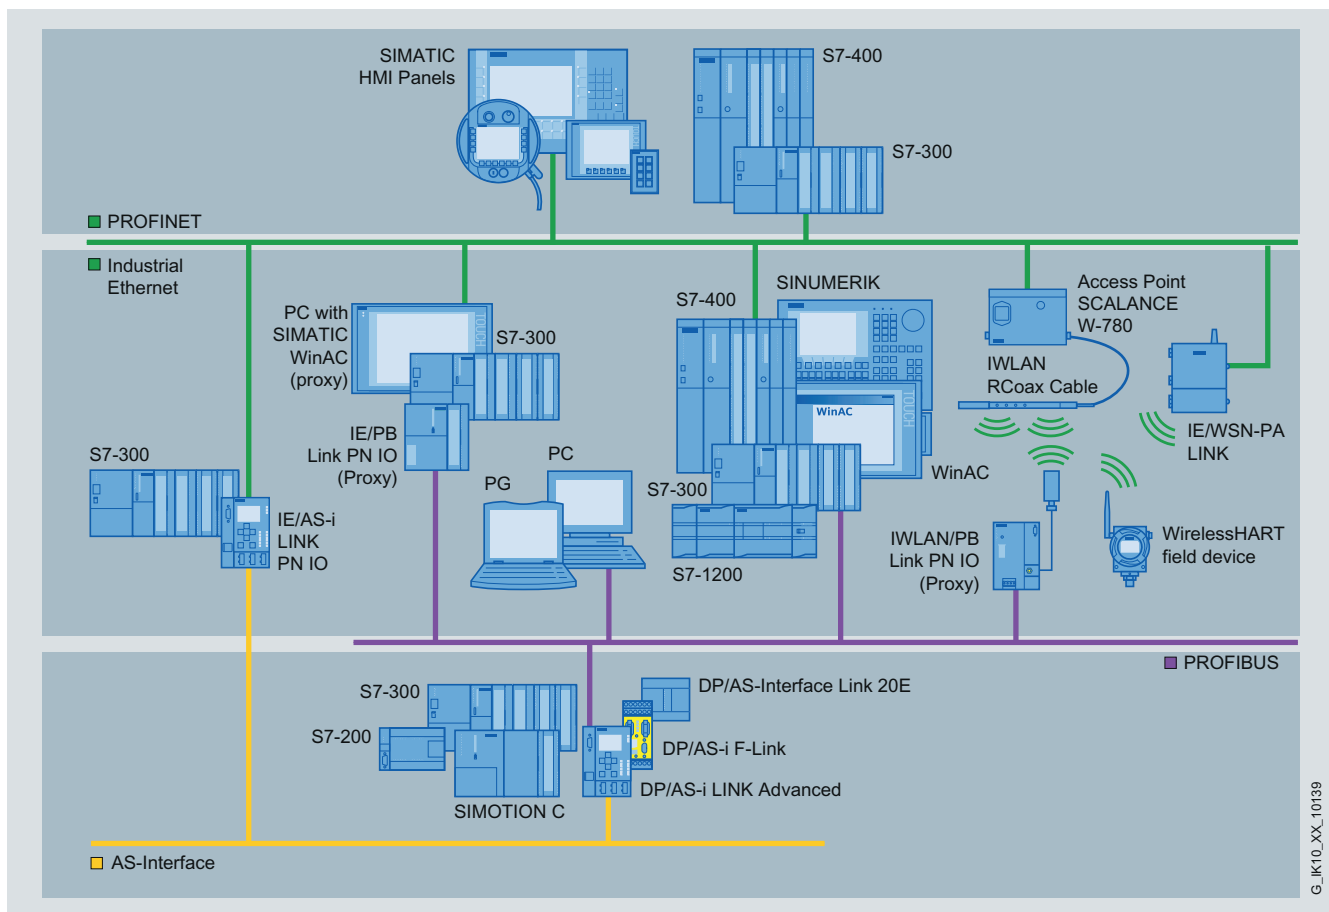 SIMATIC
HMI Panels
S7-400
S7-300
PROFINET
Industrial
Ethernet
PC with
SIMATIC
WinAC
(proxy)
S7-300
TOUCH
IE/PB
Link PN IO
(Proxy)
S7-300
IE/AS-i
LINK
PN IO
PG
PC
S7-400
SINUMERIK
WinAC
TOUCH
WinAC
S7-300
S7-1200
Access Point
SCALANCE
W-780
IWLAN
RCoax Cable
IE/WSN-PA
LINK
IWLAN/PB
Link PN IO
(Proxy)
WirelessHART
field device
PROFIBUS
S7-300
S7-200
SIMOTION C
DP/AS-Interface Link 20E
DP/AS-i F-Link
DP/AS-i LINK Advanced
AS-Interface
G_IK10_XX_10139